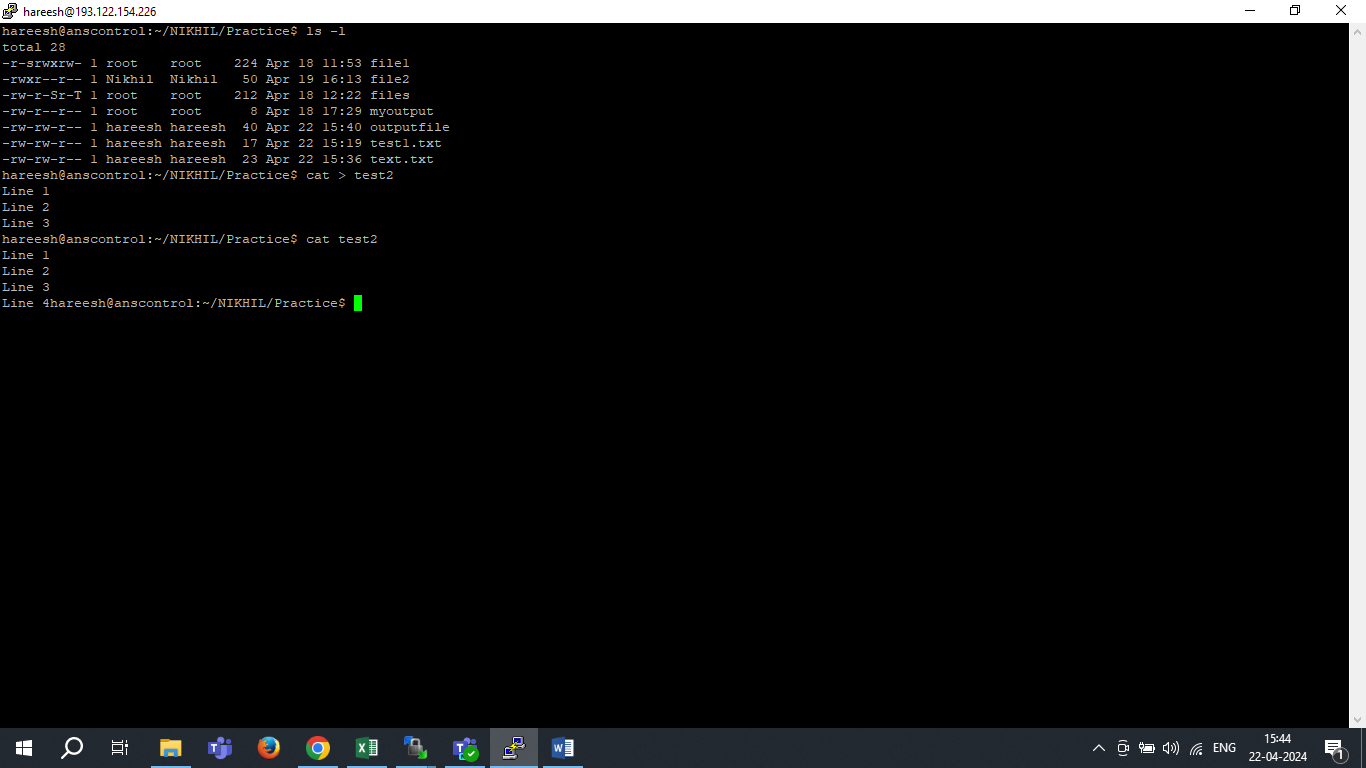 hareesh@193.122.154.226
hareesh@anscontrol:~/NIKHIL/Practice$ ls -l
total 28
-r-srwxrw- 1 root    root    224 Apr 18 11:53 file1
-rwxr--r-- 1 Nikhil  Nikhil   50 Apr 19 16:13 file2
-rw-r-Sr-T 1 root    root    212 Apr 18 12:22 files
-rw-r--r-- 1 root    root      8 Apr 18 17:29 myoutput
-rw-rw-r-- 1 hareesh hareesh  40 Apr 22 15:40 outputfile
-rw-rw-r-- 1 hareesh hareesh  17 Apr 22 15:19 test1.txt
-rw-rw-r-- 1 hareesh hareesh  23 Apr 22 15:36 text.txt
hareesh@anscontrol:~/NIKHIL/Practice$ cat > test2
Line 1
Line 2
Line 3
hareesh@anscontrol:~/NIKHIL/Practice$ cat test2
Line 1
Line 2
Line 3
Line 4hareesh@anscontrol:~/NIKHIL/Practice$
ENG
15:44
22-04-2024
1